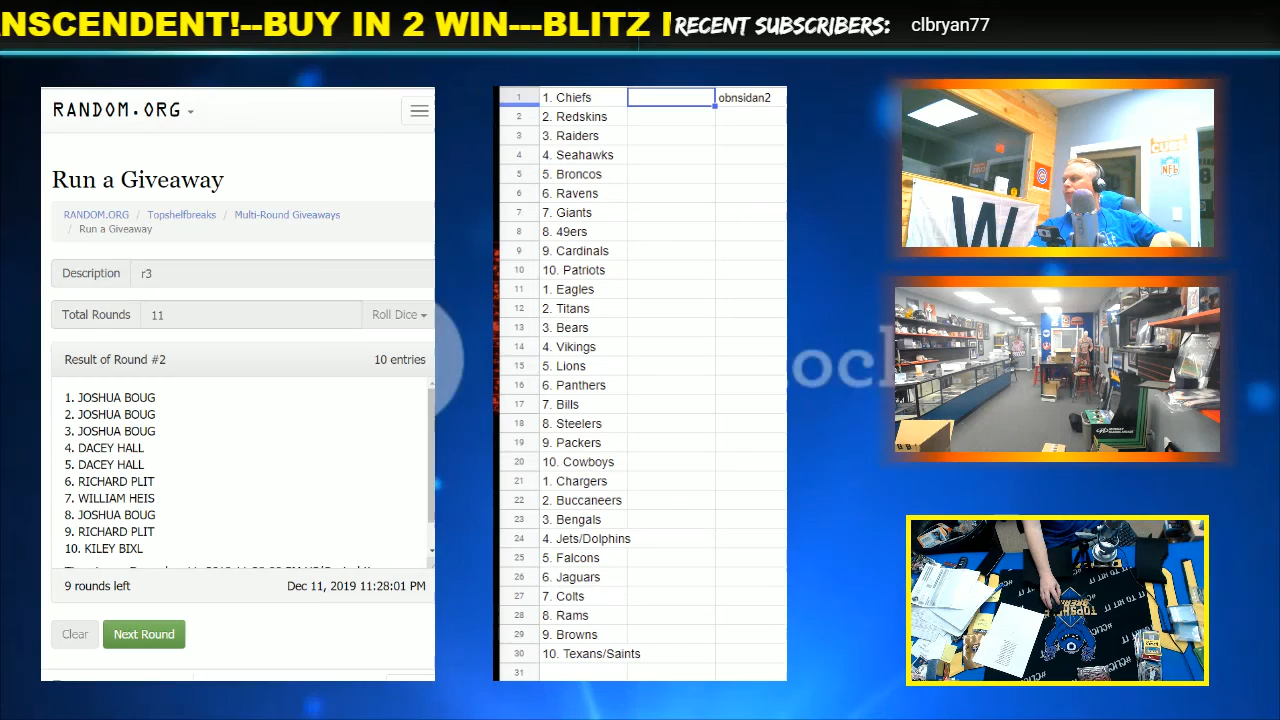 NSCENDENT!--BUY IN 2 WIN---BLITZ
RECENT SUBSCRIBERS: clbryan77
RANDOM.ORG
Run a Giveaway
RANDOM.ORG / Topshelfbreaks / Multi-Round Giveaways
/ Run a Giveaway
Description r3
Total Rounds 11 Roll Dice
Result of Round #2 10 entries
1. JOSHUA BOUG
2. JOSHUA BOUG
3. JOSHUA BOUG
4. DACEY HALL
5. DACEY HALL
6. RICHARD PLIT
7. WILLIAM HEIS
8. JOSHUA BOUG
9. RICHARD PLIT
10. KILEY BIXL
9 rounds left Dec 11, 2019 11:28:01 PM
Clear Next Round
1 1. Chiefs obnsidan2
2 2. Redskins
3 3. Raiders
4 4. Seahawks
5 5. Broncos
6 6. Ravens
7 7. Giants
8 8. 49ers
9 9. Cardinals
10 10. Patriots
11 1. Eagles
12 2. Titans
13 3. Bears
14 4. Vikings
15 5. Lions
16 6. Panthers
17 7. Bills
18 8. Steelers
19 9. Packers
20 10. Cowboys
21 1. Chargers
22 2. Buccaneers
23 3. Bengals
24 4. Jets/Dolphins
25 5. Falcons
26 6. Jaguars
27 7. Colts
28 8. Rams
29 9. Browns
30 10. Texans/Saints
31
ock
CUBS
NFL
W
TOPSHELF
#CLICK
IT TO HIT IT